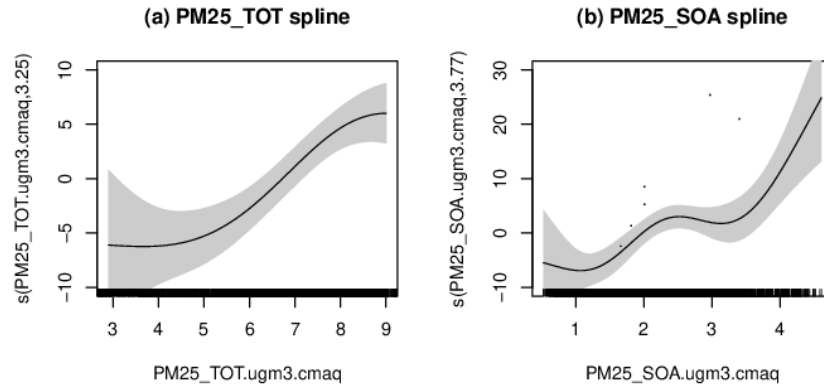 (a) PM25_TOT spline
s(PM25_TOT.ugm3.cmaq,3.25)
10
5
0
−5
−10
3 4 5 6 7 8 9
PM25_TOT.ugm3.cmaq
(b) PM25_SOA spline
s(PM25_SOA.ugm3.cmaq,3.77)
30
20
10
0
−10
1 2 3 4
PM25_SOA.ugm3.cmaq